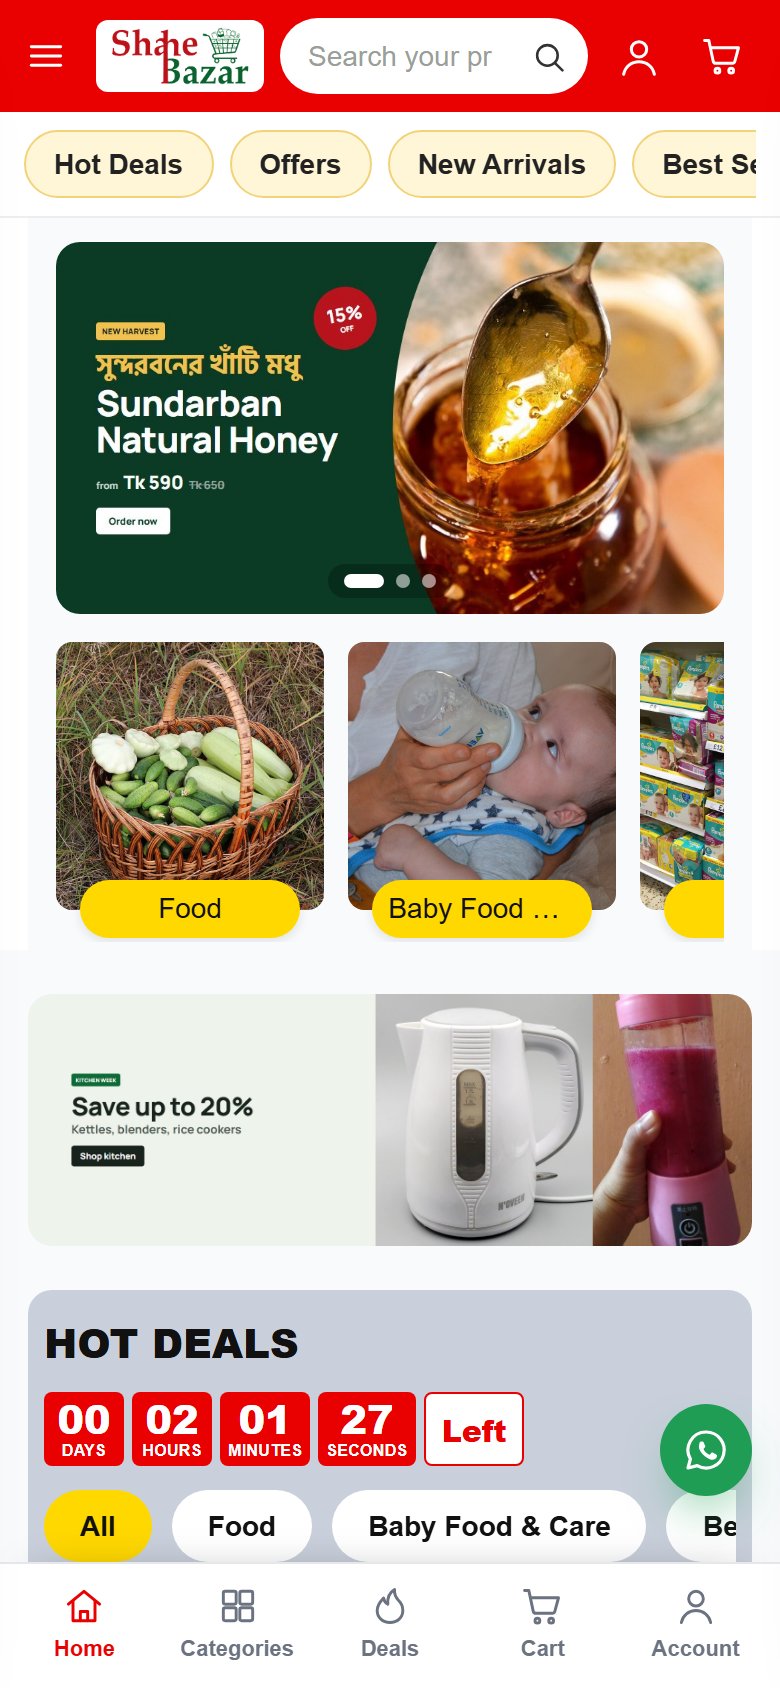 Shahe Bazar
Search your pr
Hot Deals
Offers
New Arrivals
Best Se
NEW HARVEST
15%
OFF
সুন্দরবনের খাঁটি মধু
Sundarban
Natural Honey
from Tk 590 Tk 650
Order now
Food
Baby Food …
KITCHEN WEEK
Save up to 20%
Kettles, blenders, rice cookers
Shop kitchen
N'OVEEN
HOT DEALS
00 DAYS
02 HOURS
01 MINUTES
27 SECONDS
Left
All
Food
Baby Food & Care
Be
Home
Categories
Deals
Cart
Account